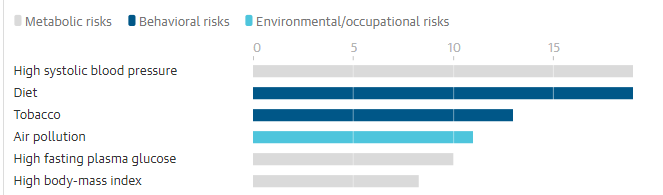 Metabolic risks Behavioral risks Environmental/occupational risks
0 5 10 15
High systolic blood pressure
Diet
Tobacco
Air pollution
High fasting plasma glucose
High body-mass index